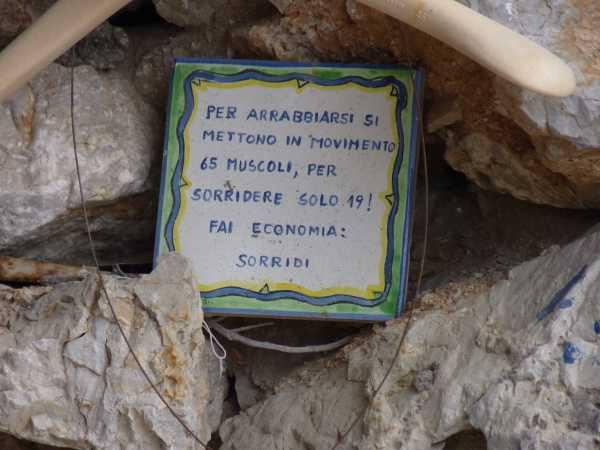 PER ARRABBIARSI SI
METTONO IN MOVIMENTO
65 MUSCOLI, PER
SORRIDERE SOLO 19!
FAI ECONOMIA:
SORRIDI